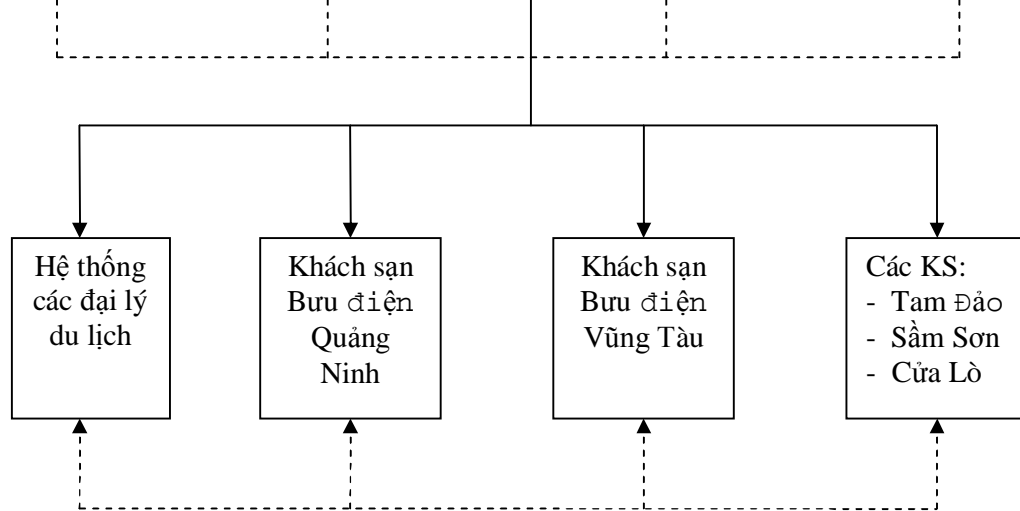 Hệ thống
các đại lý
du lịch
Khách sạn
Bưu điện
Quảng
Ninh
Khách sạn
Bưu điện
Vũng Tàu
Các KS:
- Tam Đảo
- Sầm Sơn
- Cửa Lò